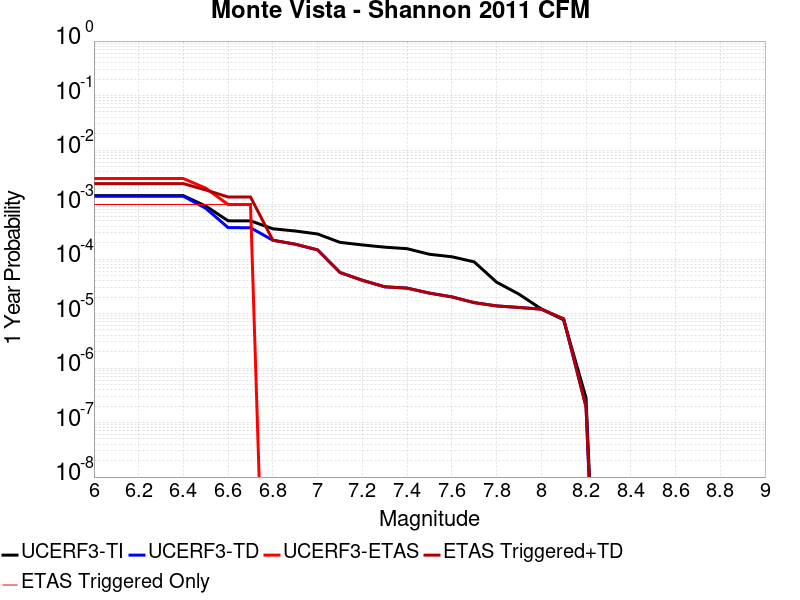 Monte Vista - Shannon 2011 CFM
1 Year Probability
10^0
10^-1
10^-2
10^-3
10^-4
10^-5
10^-6
10^-7
10^-8
6 6.2 6.4 6.6 6.8 7 7.2 7.4 7.6 7.8 8 8.2 8.4 8.6 8.8 9
Magnitude
UCERF3-TI UCERF3-TD UCERF3-ETAS ETAS Triggered+TD
ETAS Triggered Only